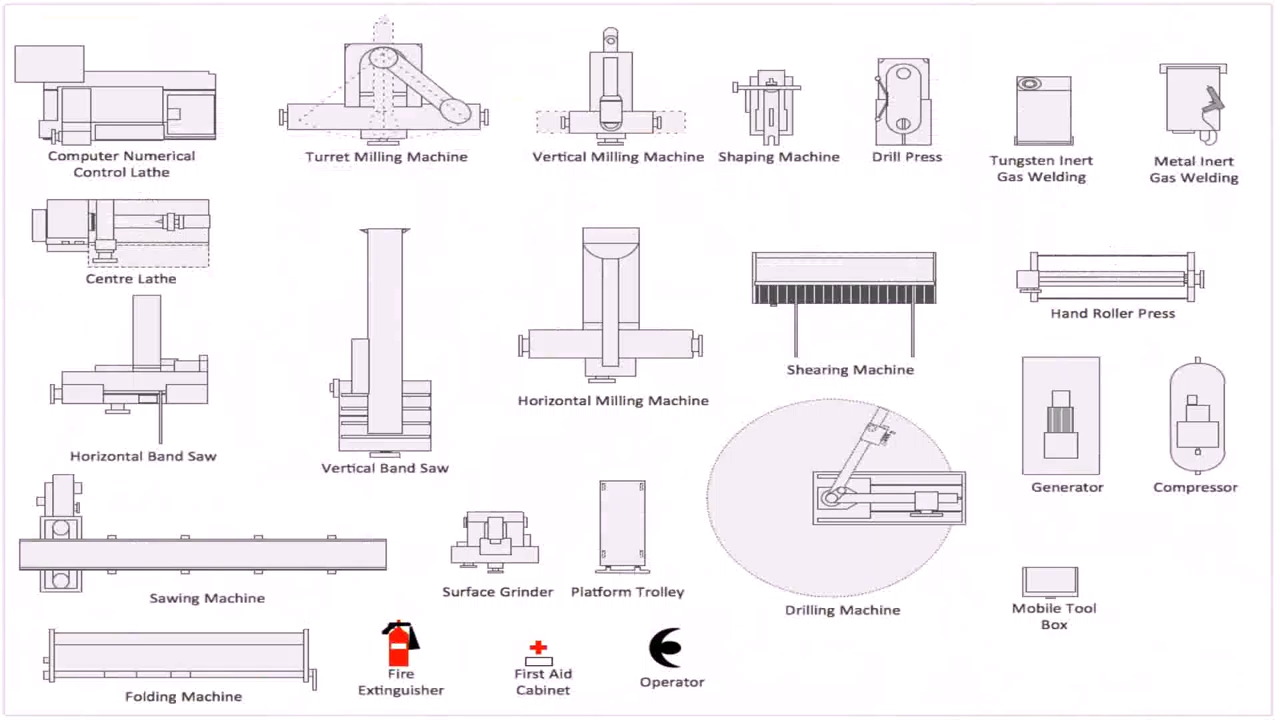 Computer Numerical
Control Lathe
Turret Milling Machine
Vertical Milling Machine
Shaping Machine
Drill Press
Tungsten Inert
Gas Welding
Metal Inert
Gas Welding
Centre Lathe
Shearing Machine
Hand Roller Press
Horizontal Milling Machine
Horizontal Band Saw
Vertical Band Saw
Generator
Compressor
Sawing Machine
Surface Grinder
Platform Trolley
Drilling Machine
Mobile Tool
Box
Folding Machine
Fire
Extinguisher
First Aid
Cabinet
Operator